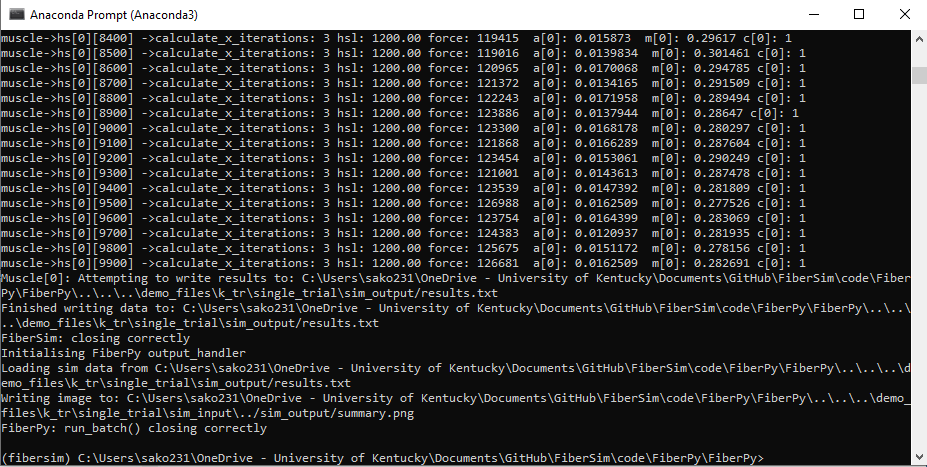 Anaconda Prompt (Anaconda3)
muscle->hs[0][8400] ->calculate_x_iterations: 3 hsl: 1200.00 force: 119415  a[0]: 0.015873  m[0]: 0.29617 c[0]: 1
muscle->hs[0][8500] ->calculate_x_iterations: 3 hsl: 1200.00 force: 119016  a[0]: 0.0139834  m[0]: 0.301461 c[0]: 1
muscle->hs[0][8600] ->calculate_x_iterations: 3 hsl: 1200.00 force: 120965  a[0]: 0.0170068  m[0]: 0.294785 c[0]: 1
muscle->hs[0][8700] ->calculate_x_iterations: 3 hsl: 1200.00 force: 121372  a[0]: 0.0134165  m[0]: 0.291509 c[0]: 1
muscle->hs[0][8800] ->calculate_x_iterations: 3 hsl: 1200.00 force: 122243  a[0]: 0.0171958  m[0]: 0.289494 c[0]: 1
muscle->hs[0][8900] ->calculate_x_iterations: 3 hsl: 1200.00 force: 123886  a[0]: 0.0137944  m[0]: 0.28647 c[0]: 1
muscle->hs[0][9000] ->calculate_x_iterations: 3 hsl: 1200.00 force: 123300  a[0]: 0.0168178  m[0]: 0.280297 c[0]: 1
muscle->hs[0][9100] ->calculate_x_iterations: 3 hsl: 1200.00 force: 121868  a[0]: 0.0166289  m[0]: 0.287604 c[0]: 1
muscle->hs[0][9200] ->calculate_x_iterations: 3 hsl: 1200.00 force: 123454  a[0]: 0.0153061  m[0]: 0.290249 c[0]: 1
muscle->hs[0][9300] ->calculate_x_iterations: 3 hsl: 1200.00 force: 121001  a[0]: 0.0143613  m[0]: 0.287478 c[0]: 1
muscle->hs[0][9400] ->calculate_x_iterations: 3 hsl: 1200.00 force: 123539  a[0]: 0.0147392  m[0]: 0.281809 c[0]: 1
muscle->hs[0][9500] ->calculate_x_iterations: 3 hsl: 1200.00 force: 126988  a[0]: 0.0162509  m[0]: 0.277526 c[0]: 1
muscle->hs[0][9600] ->calculate_x_iterations: 3 hsl: 1200.00 force: 123754  a[0]: 0.0164399  m[0]: 0.283069 c[0]: 1
muscle->hs[0][9700] ->calculate_x_iterations: 3 hsl: 1200.00 force: 124383  a[0]: 0.0120937  m[0]: 0.281935 c[0]: 1
muscle->hs[0][9800] ->calculate_x_iterations: 3 hsl: 1200.00 force: 125675  a[0]: 0.0151172  m[0]: 0.278156 c[0]: 1
muscle->hs[0][9900] ->calculate_x_iterations: 3 hsl: 1200.00 force: 126681  a[0]: 0.0162509  m[0]: 0.282691 c[0]: 1
Muscle[0]: Attempting to write results to: C:\Users\sako231\OneDrive - University of Kentucky\Documents\GitHub\FiberSim\code\Fiber
Py\FiberPy\..\..\..\demo_files\k_tr\single_trial\sim_output/results.txt
Finished writing data to: C:\Users\sako231\OneDrive - University of Kentucky\Documents\GitHub\FiberSim\code\FiberPy\FiberPy\..\..\
..\demo_files\k_tr\single_trial\sim_output/results.txt
FiberSim: closing correctly
Initialising FiberPy output_handler
Loading sim data from C:\Users\sako231\OneDrive - University of Kentucky\Documents\GitHub\FiberSim\code\FiberPy\FiberPy\..\..\..\d
emo_files\k_tr\single_trial\sim_output/results.txt
Writing image to: C:\Users\sako231\OneDrive - University of Kentucky\Documents\GitHub\FiberSim\code\FiberPy\FiberPy\..\..\..\demo_
files\k_tr\single_trial\sim_input\../sim_output/summary.png
FiberPy: run_batch() closing correctly
(fibersim) C:\Users\sako231\OneDrive - University of Kentucky\Documents\GitHub\FiberSim\code\FiberPy\FiberPy>